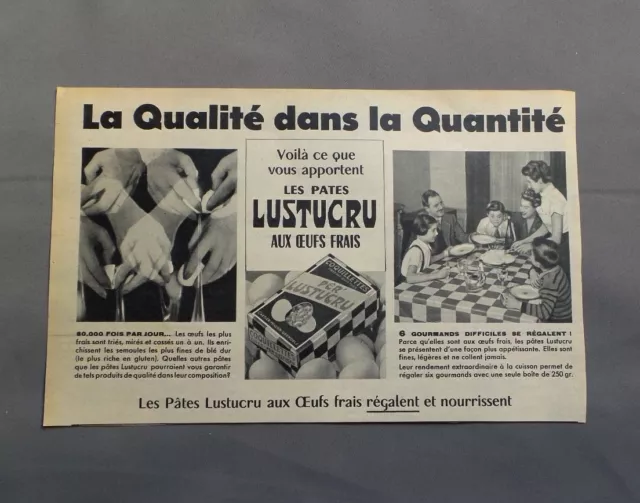 La Qualité dans la Quantité
Voilà ce que
vous apportent
LES PATES
LUSTUCRU
AUX ŒUFS FRAIS
COQUILLETTES
PER
LUSTUCRU
80.000 FOIS PAR JOUR... Les œufs les plus
frais sont triés, mirés et cassés un à un. Ils enri-
chissent les semoules les plus fines de blé dur
(le plus riche en gluten). Quelles autres pâtes
que les pâtes Lustucru pourraient vous garantir
de tels produits de qualité dans leur composition?
6 GOURMANDS DIFFICILES SE RÉGALENT !
Parce qu'elles sont aux œufs frais, les pâtes Lustucru
se présentent d'une façon plus appétissante. Elles sont
fines, légères et ne collent jamais.
Leur rendement extraordinaire à la cuisson permet de
régaler six gourmands avec une seule boîte de 250 gr.
Les Pâtes Lustucru aux Œufs frais régalent et nourrissent